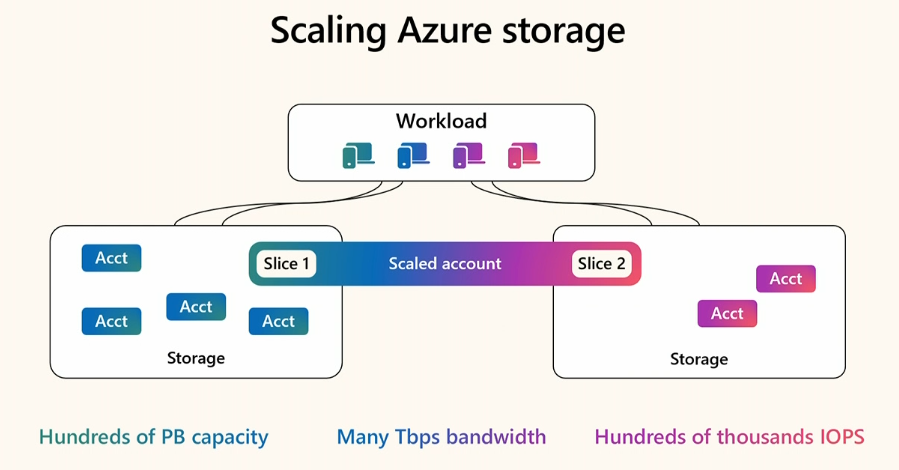 Scaling Azure storage
Workload
Acct
Acct
Acct
Acct
Storage
Slice 1
Scaled account
Slice 2
Acct
Acct
Storage
Hundreds of PB capacity
Many Tbps bandwidth
Hundreds of thousands IOPS